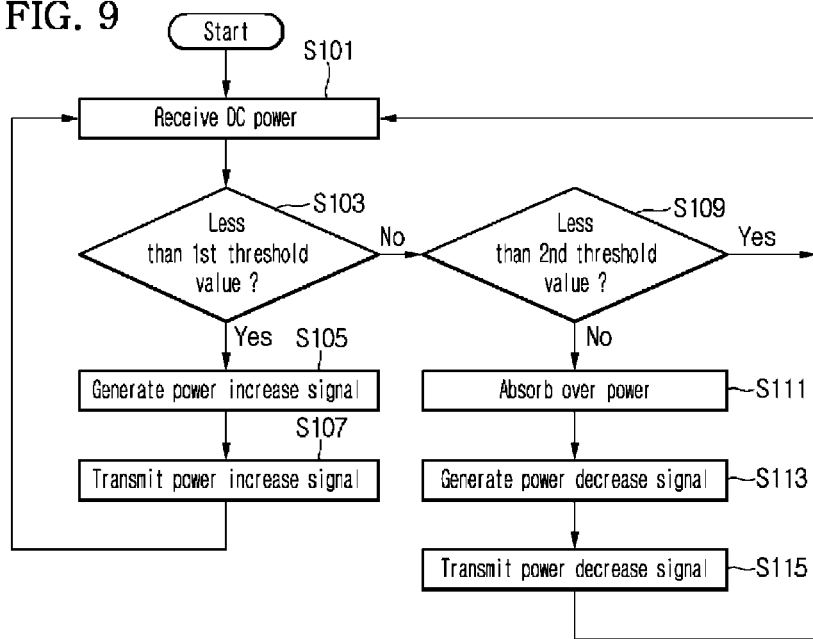 FIG. 9
Start
S101
Receive DC power
S103
Less
than 1st threshold
value ?
No
Yes
S105
Generate power increase signal
S107
Transmit power increase signal
S109
Less
than 2nd threshold
value ?
Yes
No
Absorb over power
S111
Generate power decrease signal
S113
Transmit power decrease signal
S115